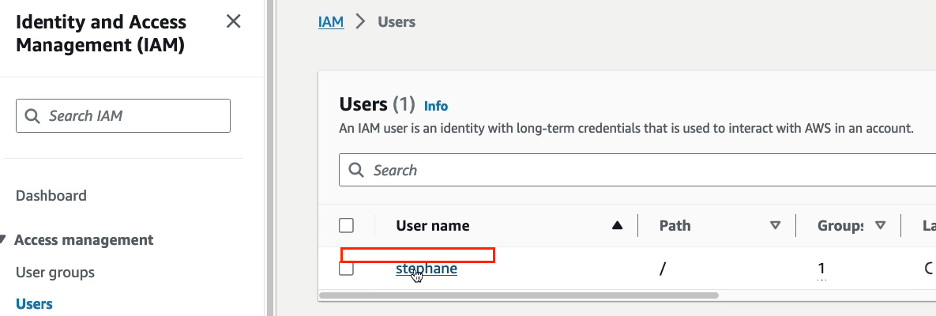 Identity and Access
Management (IAM)
Search IAM
Dashboard
Access management
User groups
Users
IAM > Users
Users (1) Info
An IAM user is an identity with long-term credentials that is used to interact with AWS in an account.
Search
User name Path Groups
stephane / 1